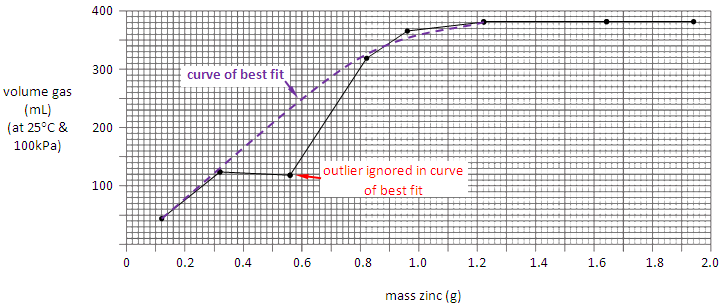 400
300
200
100
volume gas
(mL)
(at 25°C &
100kPa)
curve of best fit
outlier ignored in curve
of best fit
0 0.2 0.4 0.6 0.8 1.0 1.2 1.4 1.6 1.8 2.0
mass zinc (g)